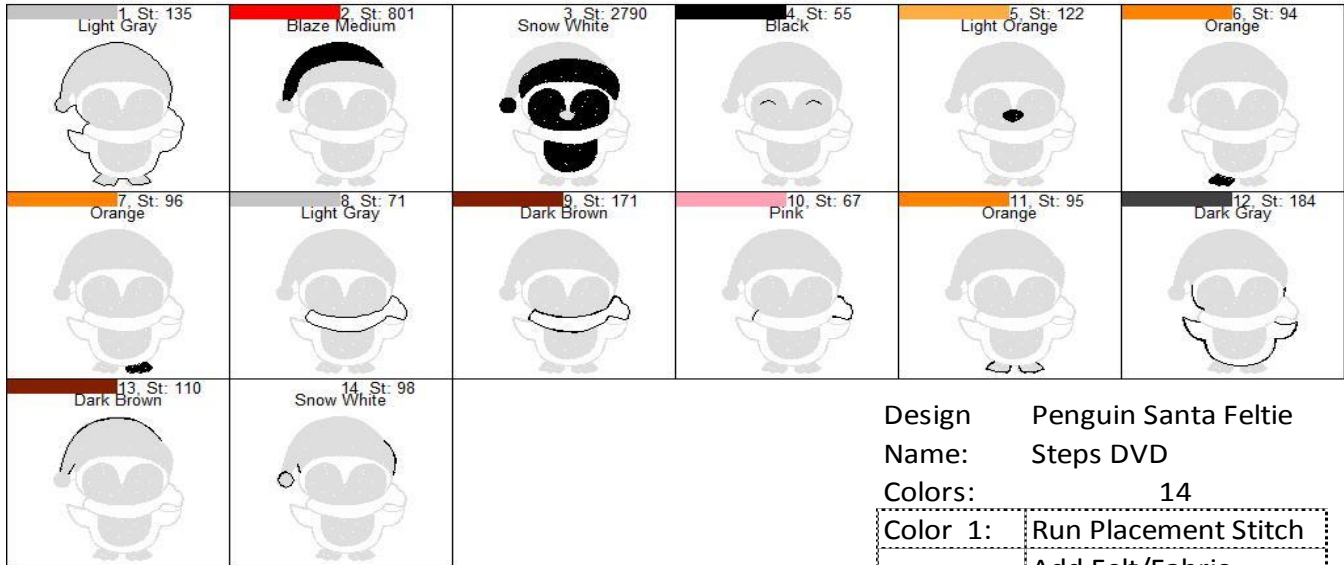 1, St: 135
Light Gray
2, St: 801
Blaze Medium
3, St: 2790
Snow White
4, St: 55
Black
5, St: 122
Light Orange
6, St: 94
Orange
7, St: 96
Orange
8, St: 71
Light Gray
9, St: 171
Dark Brown
10, St: 67
Pink
11, St: 95
Orange
12, St: 184
Dark Gray
13, St: 110
Dark Brown
14, St: 98
Snow White
Design Penguin Santa Feltie
Name: Steps DVD
Colors: 14
Color 1: Run Placement Stitch
Add Felt/Fabric